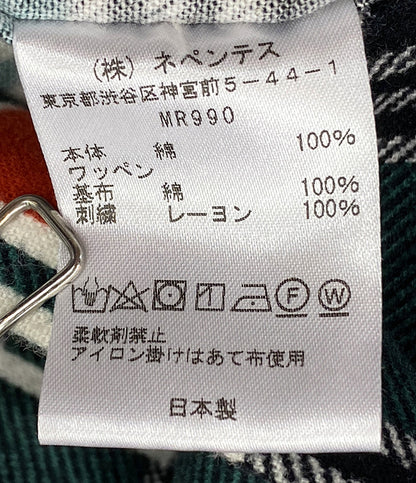 (株) ネペンテス
東京都渋谷区神宮前5-44-1
MR990
本体 綿 100%
ワッペン
基布 綿 100%
刺繍 レーヨン 100%
F W
柔軟剤禁止
アイロン掛けはあて布使用
日本製